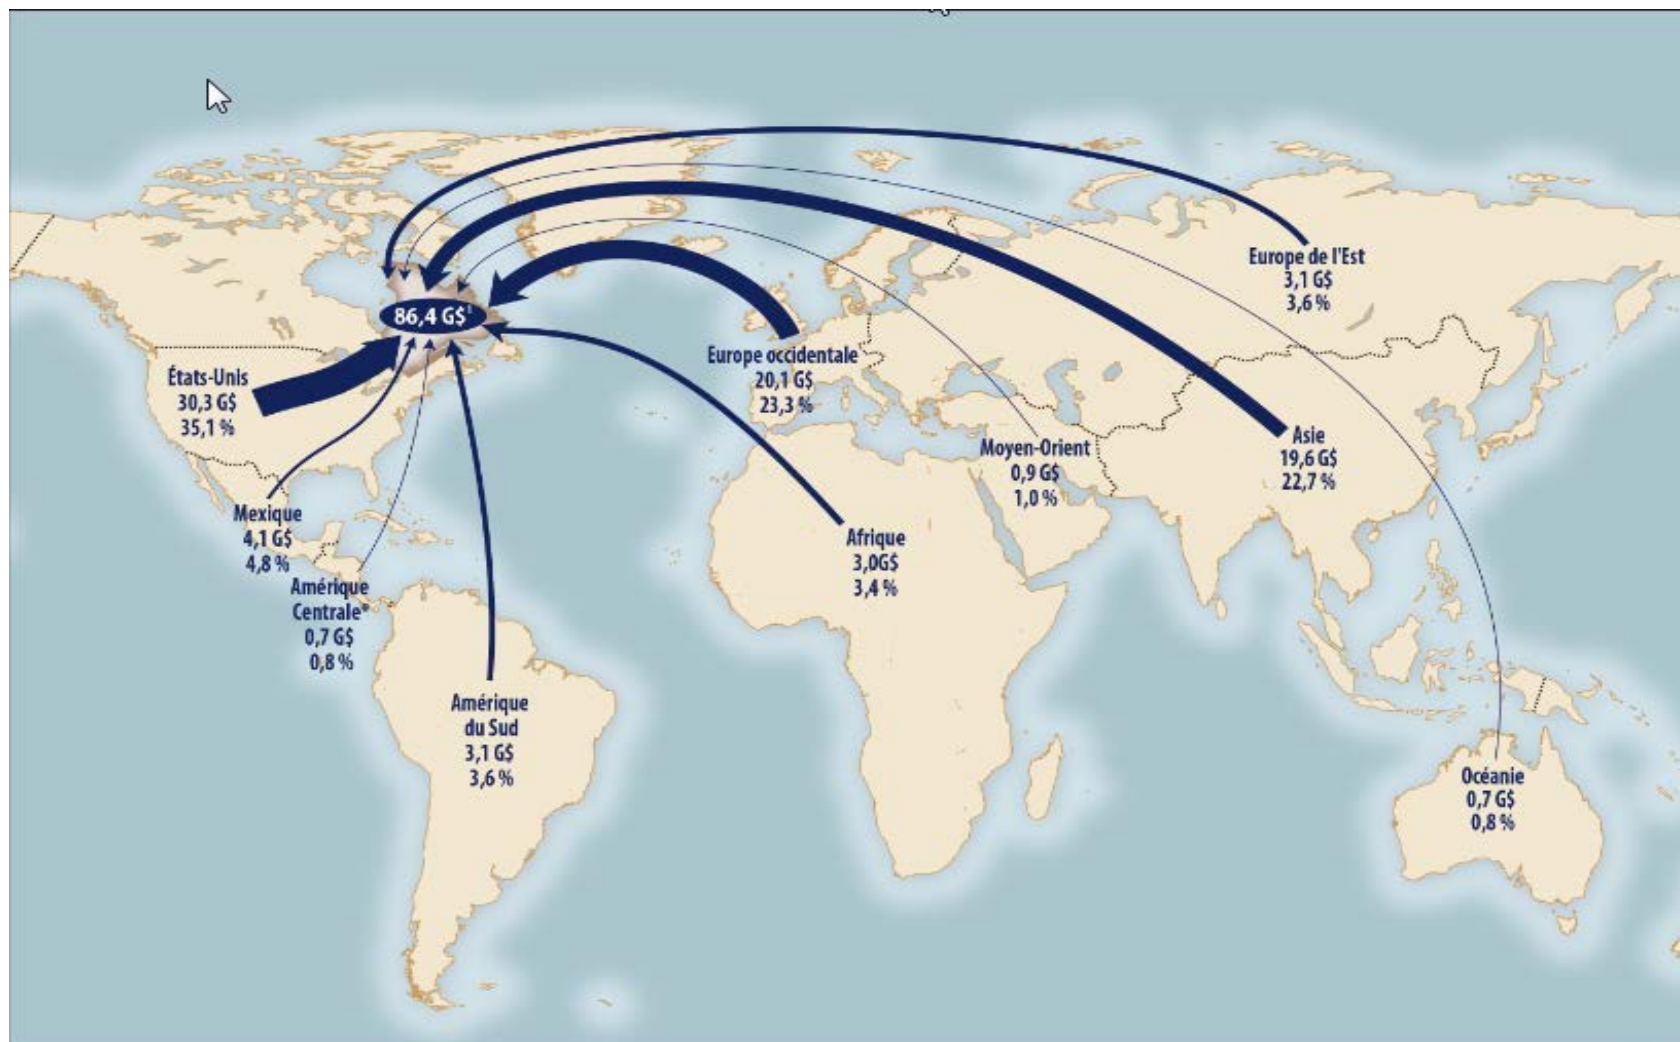 Europe de l'Est
3,1 G$
3,6 %
86,4 G$¹
États-Unis
30,3 G$
35,1 %
Europe occidentale
20,1 G$
23,3 %
Moyen-Orient
0,9 G$
1,0 %
Asie
19,6 G$
22,7 %
Mexique
4,1 G$
4,8 %
Afrique
3,0G$
3,4 %
Amérique
Centrale*
0,7 G$
0,8 %
Amérique
du Sud
3,1 G$
3,6 %
Océanie
0,7 G$
0,8 %